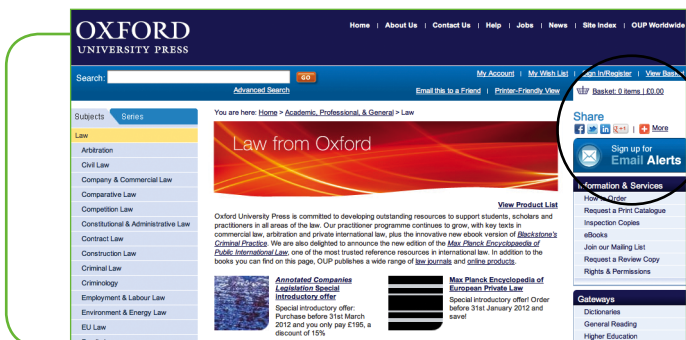 OXFORD
UNIVERSITY PRESS
Home | About Us | Contact Us | Help | Jobs | News | Site Index | OUP Worldwide
Search: GO
Advanced Search
My Account | My Wish List | Sign In/Register | View Basket
Email this to a Friend | Printer-Friendly View
Basket: 0 items | £0.00
Subjects Series
Law
Arbitration
Civil Law
Company & Commercial Law
Comparative Law
Competition Law
Constitutional & Administrative Law
Contract Law
Construction Law
Criminal Law
Criminology
Employment & Labour Law
Environment & Energy Law
EU Law
You are here: Home > Academic, Professional, & General > Law
Law from Oxford
View Product List
Oxford University Press is committed to developing outstanding resources to support students, scholars and
practitioners in all areas of the law. Our practitioner programme continues to grow, with key texts in
commercial law, arbitration and private international law, plus the innovative new ebook version of Blackstone's
Criminal Practice. We are also delighted to announce the new edition of the Max Planck Encyclopaedia of
Public International Law, one of the most trusted reference resources in international law. In addition to the
books you can find on this page, OUP publishes a wide range of law journals and online products.
Annotated Companies
Legislation Special
introductory offer
Special introductory offer:
Purchase before 31st March
2012 and you only pay £195, a
discount of 15%
Max Planck Encyclopedia of
European Private Law
Special introductory offer! Order
before 31st January 2012 and
save!
Share
More
Sign up for
Email Alerts
Information & Services
How to Order
Request a Print Catalogue
Inspection Copies
eBooks
Join our Mailing List
Request a Review Copy
Rights & Permissions
Gateways
Dictionaries
General Reading
Higher Education